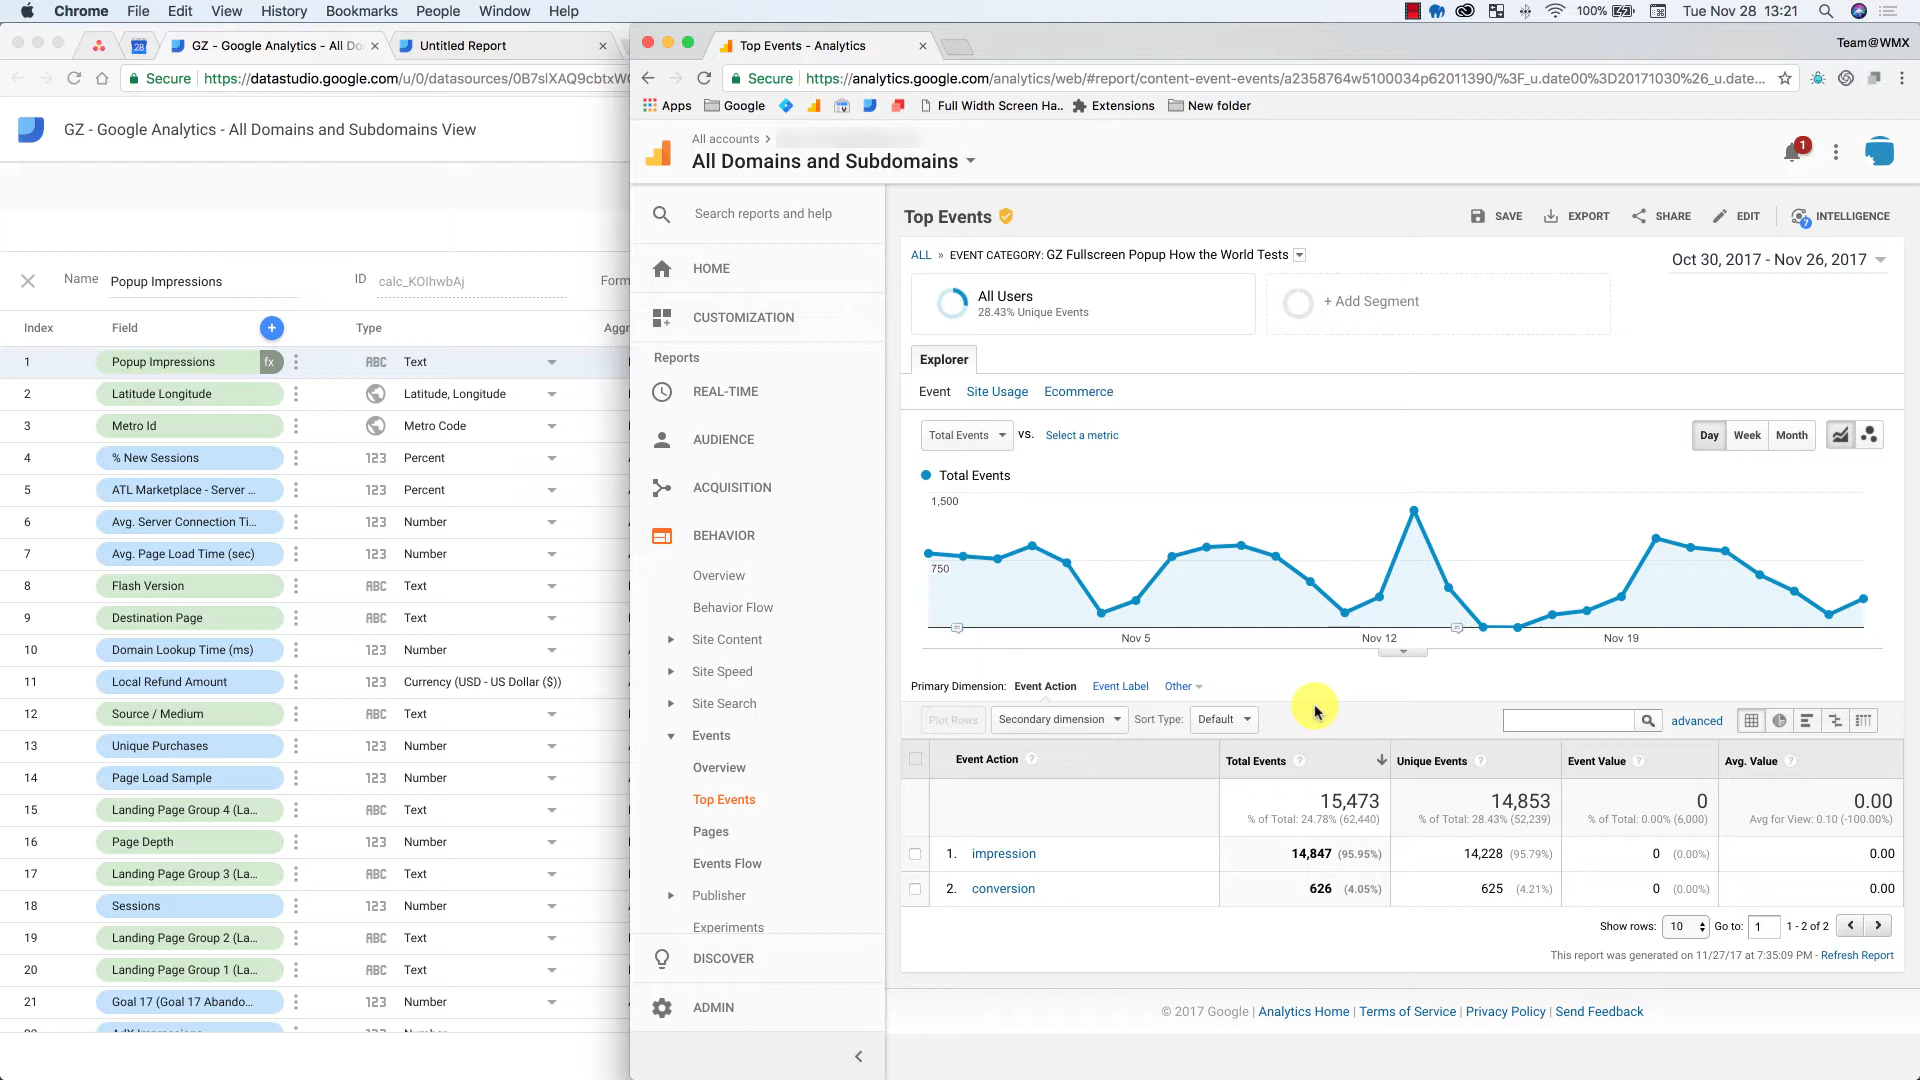 Chrome File Edit View History Bookmarks People Window Help
100% Tue Nov 28 13:21
28 GZ - Google Analytics - All Do
Untitled Report
Top Events - Analytics
Team@WMX
Secure https://datastudio.google.com/u/0/datasources/0B7slXAQ9cbtxW
Secure https://analytics.google.com/analytics/web/#report/content-event-events/a2358764w5100034p62011390/%3F_u.date00%3D20171030%26_u.date...
Apps Google Full Width Screen Ha.. Extensions New folder
GZ - Google Analytics - All Domains and Subdomains View
Name Popup Impressions ID calc_KOIhwbAj Form
Index Field + Type Aggr
1 Popup Impressions fx ABC Text
2 Latitude Longitude Latitude, Longitude
3 Metro Id Metro Code
4 % New Sessions 123 Percent
5 ATL Marketplace - Server ... 123 Percent
6 Avg. Server Connection Ti... 123 Number
7 Avg. Page Load Time (sec) 123 Number
8 Flash Version ABC Text
9 Destination Page ABC Text
10 Domain Lookup Time (ms) 123 Number
11 Local Refund Amount 123 Currency (USD - US Dollar ($))
12 Source / Medium ABC Text
13 Unique Purchases 123 Number
14 Page Load Sample 123 Number
15 Landing Page Group 4 (La... ABC Text
16 Page Depth 123 Number
17 Landing Page Group 3 (La... ABC Text
18 Sessions 123 Number
19 Landing Page Group 2 (La... ABC Text
20 Landing Page Group 1 (La... ABC Text
21 Goal 17 (Goal 17 Abando... 123 Number
All accounts >
All Domains and Subdomains
1
Search reports and help
HOME
CUSTOMIZATION
Reports
REAL-TIME
AUDIENCE
ACQUISITION
BEHAVIOR
Overview
Behavior Flow
Site Content
Site Speed
Site Search
Events
Overview
Top Events
Pages
Events Flow
Publisher
Experiments
DISCOVER
ADMIN
Top Events
SAVE EXPORT SHARE EDIT 7 INTELLIGENCE
ALL » EVENT CATEGORY: GZ Fullscreen Popup How the World Tests
Oct 30, 2017 - Nov 26, 2017
All Users
28.43% Unique Events
+ Add Segment
Explorer
Event Site Usage Ecommerce
Total Events VS. Select a metric
Day Week Month
Total Events
1,500
750
Nov 5 Nov 12 Nov 19
Primary Dimension: Event Action Event Label Other
Plot Rows Secondary dimension Sort Type: Default advanced
Event Action ? Total Events ? Unique Events ? Event Value ? Avg. Value ?
15,473 14,853 0 0.00
% of Total: 24.78% (62,440) % of Total: 28.43% (52,239) % of Total: 0.00% (6,000) Avg for View: 0.10 (-100.00%)
1. impression 14,847 (95.95%) 14,228 (95.79%) 0 (0.00%) 0.00
2. conversion 626 (4.05%) 625 (4.21%) 0 (0.00%) 0.00
Show rows: 10 Go to: 1 1 - 2 of 2
This report was generated on 11/27/17 at 7:35:09 PM - Refresh Report
© 2017 Google | Analytics Home | Terms of Service | Privacy Policy | Send Feedback